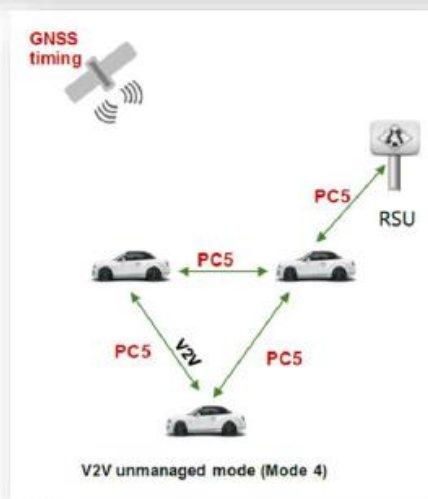 GNSS
timing
PC5
RSU
PC5
PC5
V2V
PC5
V2V unmanaged mode (Mode 4)